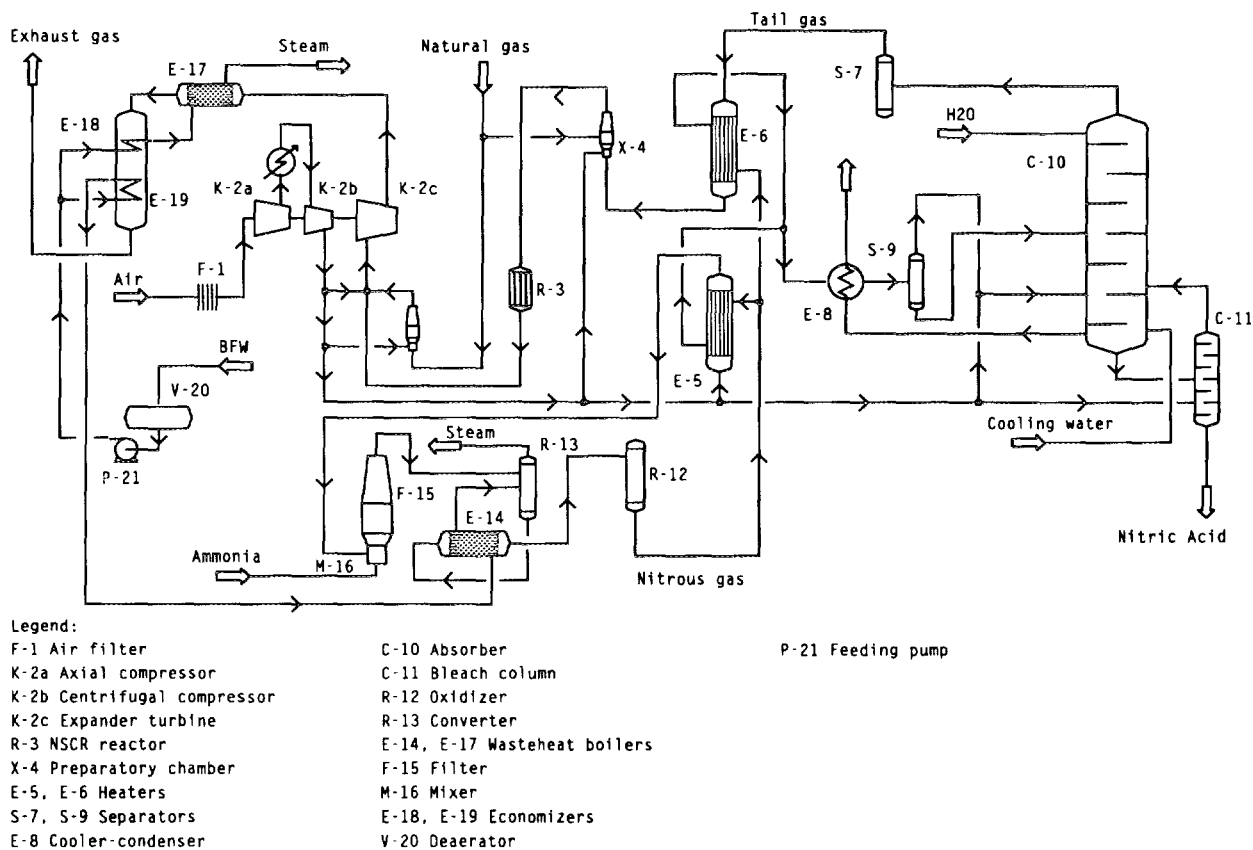 Exhaust gas
Steam
E-17
Natural gas
Tail gas
S-7
E-18
E-6
H20
X-4
C-10
K-2a
K-2b
K-2c
E-19
S-9
Air
F-1
R-3
E-8
C-11
BFW
V-20
E-5
Cooling water
Steam
R-13
P-21
F-15
R-12
E-14
Ammonia
M-16
Nitrous gas
Nitric Acid
Legend:
F-1 Air filter
K-2a Axial compressor
K-2b Centrifugal compressor
K-2c Expander turbine
R-3 NSCR reactor
X-4 Preparatory chamber
E-5, E-6 Heaters
S-7, S-9 Separators
E-8 Cooler-condenser
C-10 Absorber
C-11 Bleach column
R-12 Oxidizer
R-13 Converter
E-14, E-17 Wasteheat boilers
F-15 Filter
M-16 Mixer
E-18, E-19 Economizers
V-20 Deaerator
P-21 Feeding pump